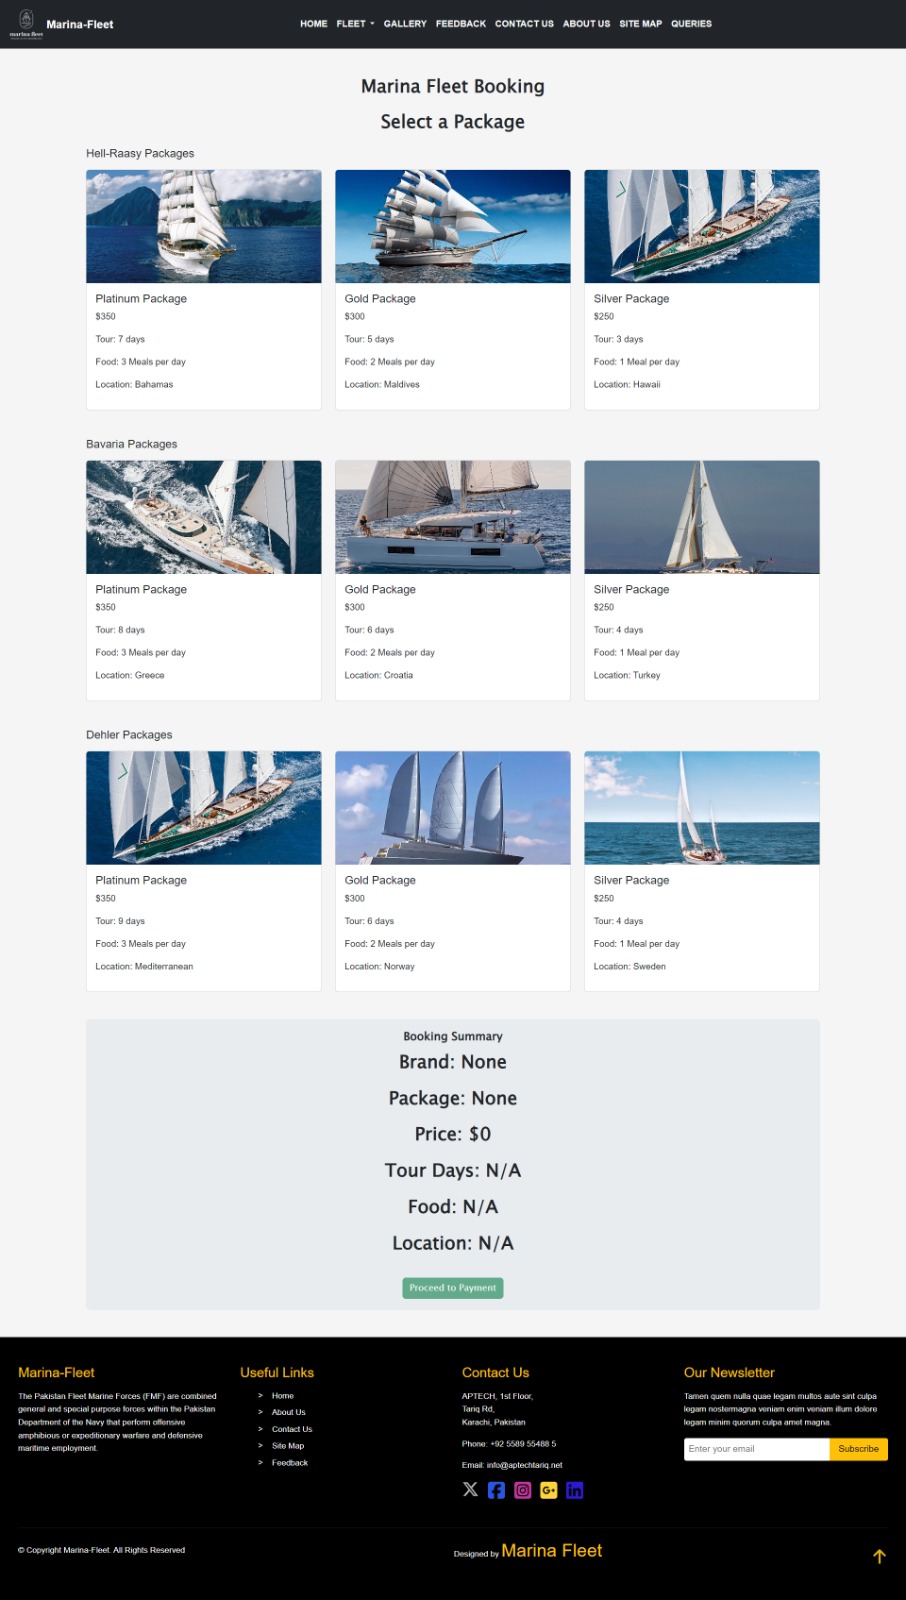 marina fleet
Marina-Fleet
HOME FLEET GALLERY FEEDBACK CONTACT US ABOUT US SITE MAP QUERIES
Marina Fleet Booking
Select a Package
Hell-Raasy Packages
Platinum Package
$350
Tour: 7 days
Food: 3 Meals per day
Location: Bahamas
Gold Package
$300
Tour: 5 days
Food: 2 Meals per day
Location: Maldives
Silver Package
$250
Tour: 3 days
Food: 1 Meal per day
Location: Hawaii
Bavaria Packages
Platinum Package
$350
Tour: 8 days
Food: 3 Meals per day
Location: Greece
Gold Package
$300
Tour: 6 days
Food: 2 Meals per day
Location: Croatia
Silver Package
$250
Tour: 4 days
Food: 1 Meal per day
Location: Turkey
Dehler Packages
Platinum Package
$350
Tour: 9 days
Food: 3 Meals per day
Location: Mediterranean
Gold Package
$300
Tour: 6 days
Food: 2 Meals per day
Location: Norway
Silver Package
$250
Tour: 4 days
Food: 1 Meal per day
Location: Sweden
Booking Summary
Brand: None
Package: None
Price: $0
Tour Days: N/A
Food: N/A
Location: N/A
Proceed to Payment
Marina-Fleet
The Pakistan Fleet Marine Forces (FMF) are combined
general and special purpose forces within the Pakistan
Department of the Navy that perform offensive
amphibious or expeditionary warfare and defensive
maritime employment.
Useful Links
> Home
> About Us
> Contact Us
> Site Map
> Feedback
Contact Us
APTECH, 1st Floor,
Tariq Rd,
Karachi, Pakistan
Phone: +92 5589 55488 5
Email: info@aptechtariq.net
Our Newsletter
Tamen quem nulla quae legam multos aute sint culpa
legam nostermagna veniam enim veniam illum dolore
legam minim quorum culpa amet magna.
Enter your email Subscribe
© Copyright Marina-Fleet. All Rights Reserved
Designed by Marina Fleet